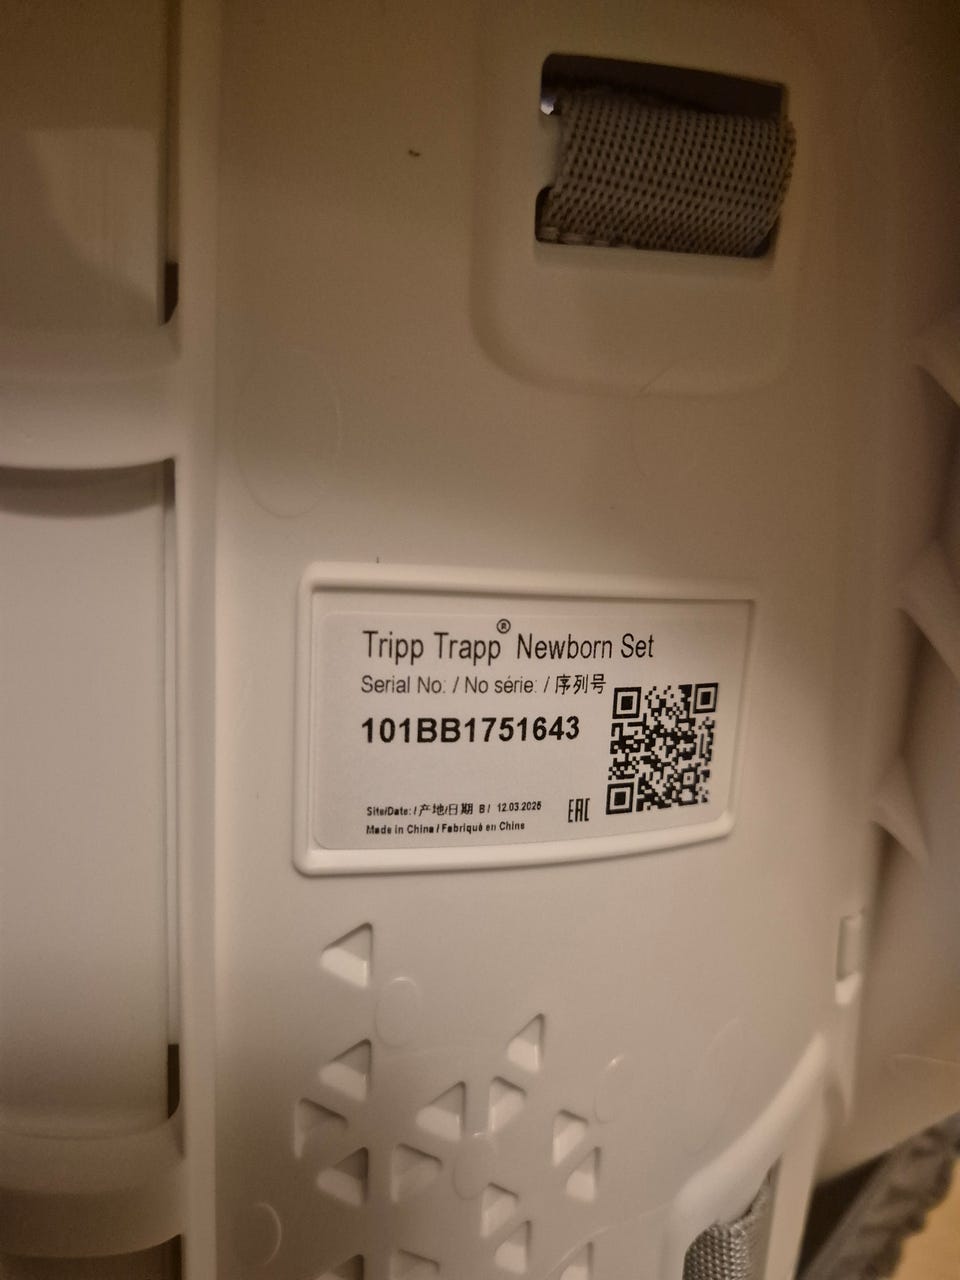 Tripp Trapp® Newborn Set
Serial No: / No série: / 序列号
101BB1751643
Site/Date: / 产地/日期 B / 12.03.2025
EAC
Made in China / Fabriqué en Chine